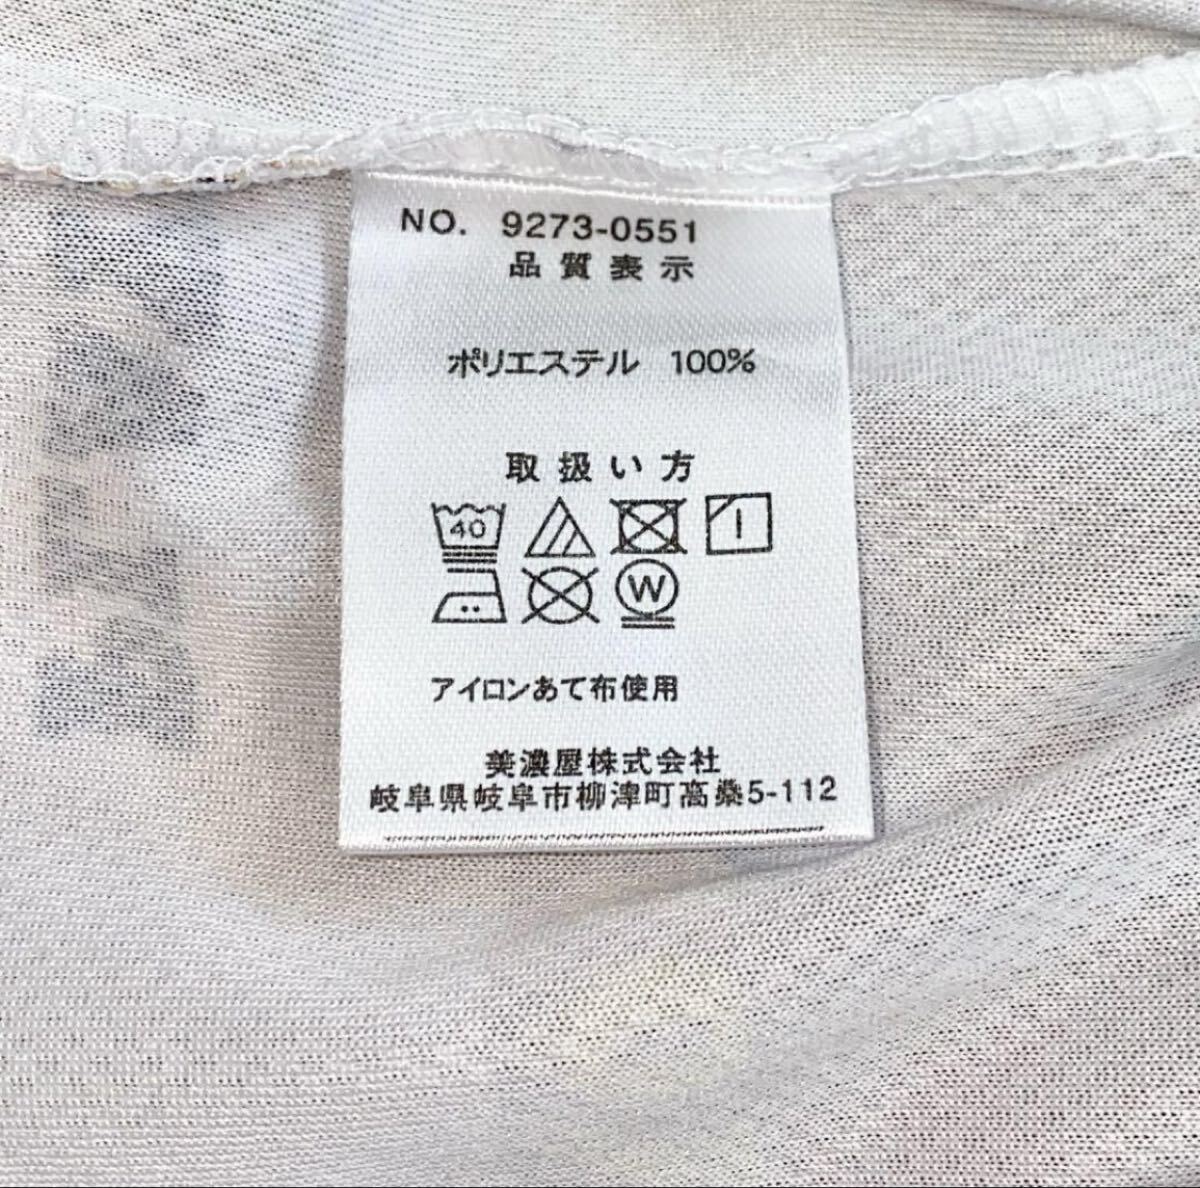 NO. 9273-0551
品質表示
ポリエステル 100%
取扱い方
40
W
アイロンあて布使用
美濃屋株式会社
岐阜県岐阜市柳津町高桑5-112